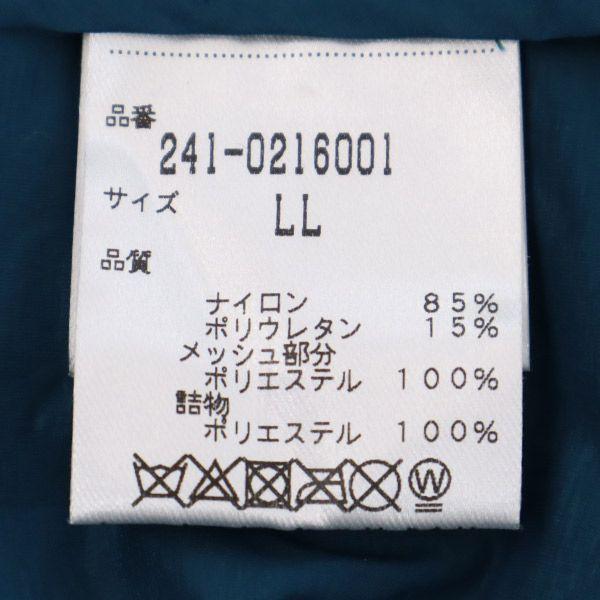 品番
241-0216001
サイズ
LL
品質
ナイロン 85%
ポリウレタン 15%
メッシュ部分
ポリエステル 100%
詰物
ポリエステル 100%
W